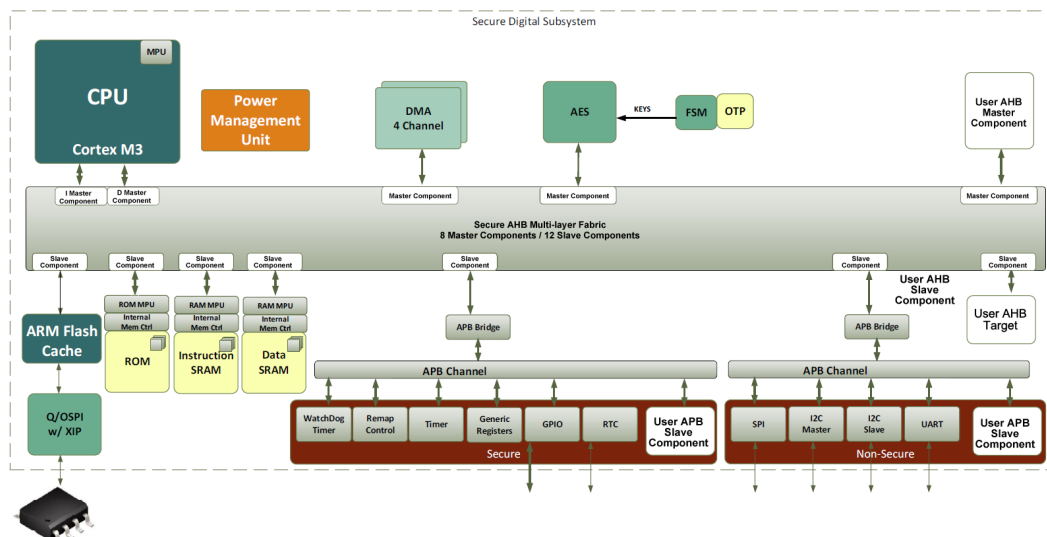 Secure Digital Subsystem
MPU
CPU
Cortex M3
Power
Management
Unit
DMA
4 Channel
AES
KEYS
FSM
OTP
User AHB
Master
Component
I Master
Component
D Master
Component
Master Component
Master Component
Master Component
Secure AHB Multi-layer Fabric
8 Master Components / 12 Slave Components
Slave
Component
Slave
Component
Slave
Component
Slave
Component
Slave
Component
Slave
Component
Slave
Component
User AHB
Slave
Component
ROM MPU
Internal
Mem Ctrl
ROM
RAM MPU
Internal
Mem Ctrl
Instruction
SRAM
RAM MPU
Internal
Mem Ctrl
Data
SRAM
ARM Flash
Cache
Q/OSPI
w/ XIP
APB Bridge
APB Bridge
User AHB
Target
APB Channel
APB Channel
WatchDog
Timer
Remap
Control
Timer
Generic
Registers
GPIO
RTC
User APB
Slave
Component
Secure
SPI
I2C
Master
I2C
Slave
UART
User APB
Slave
Component
Non-Secure